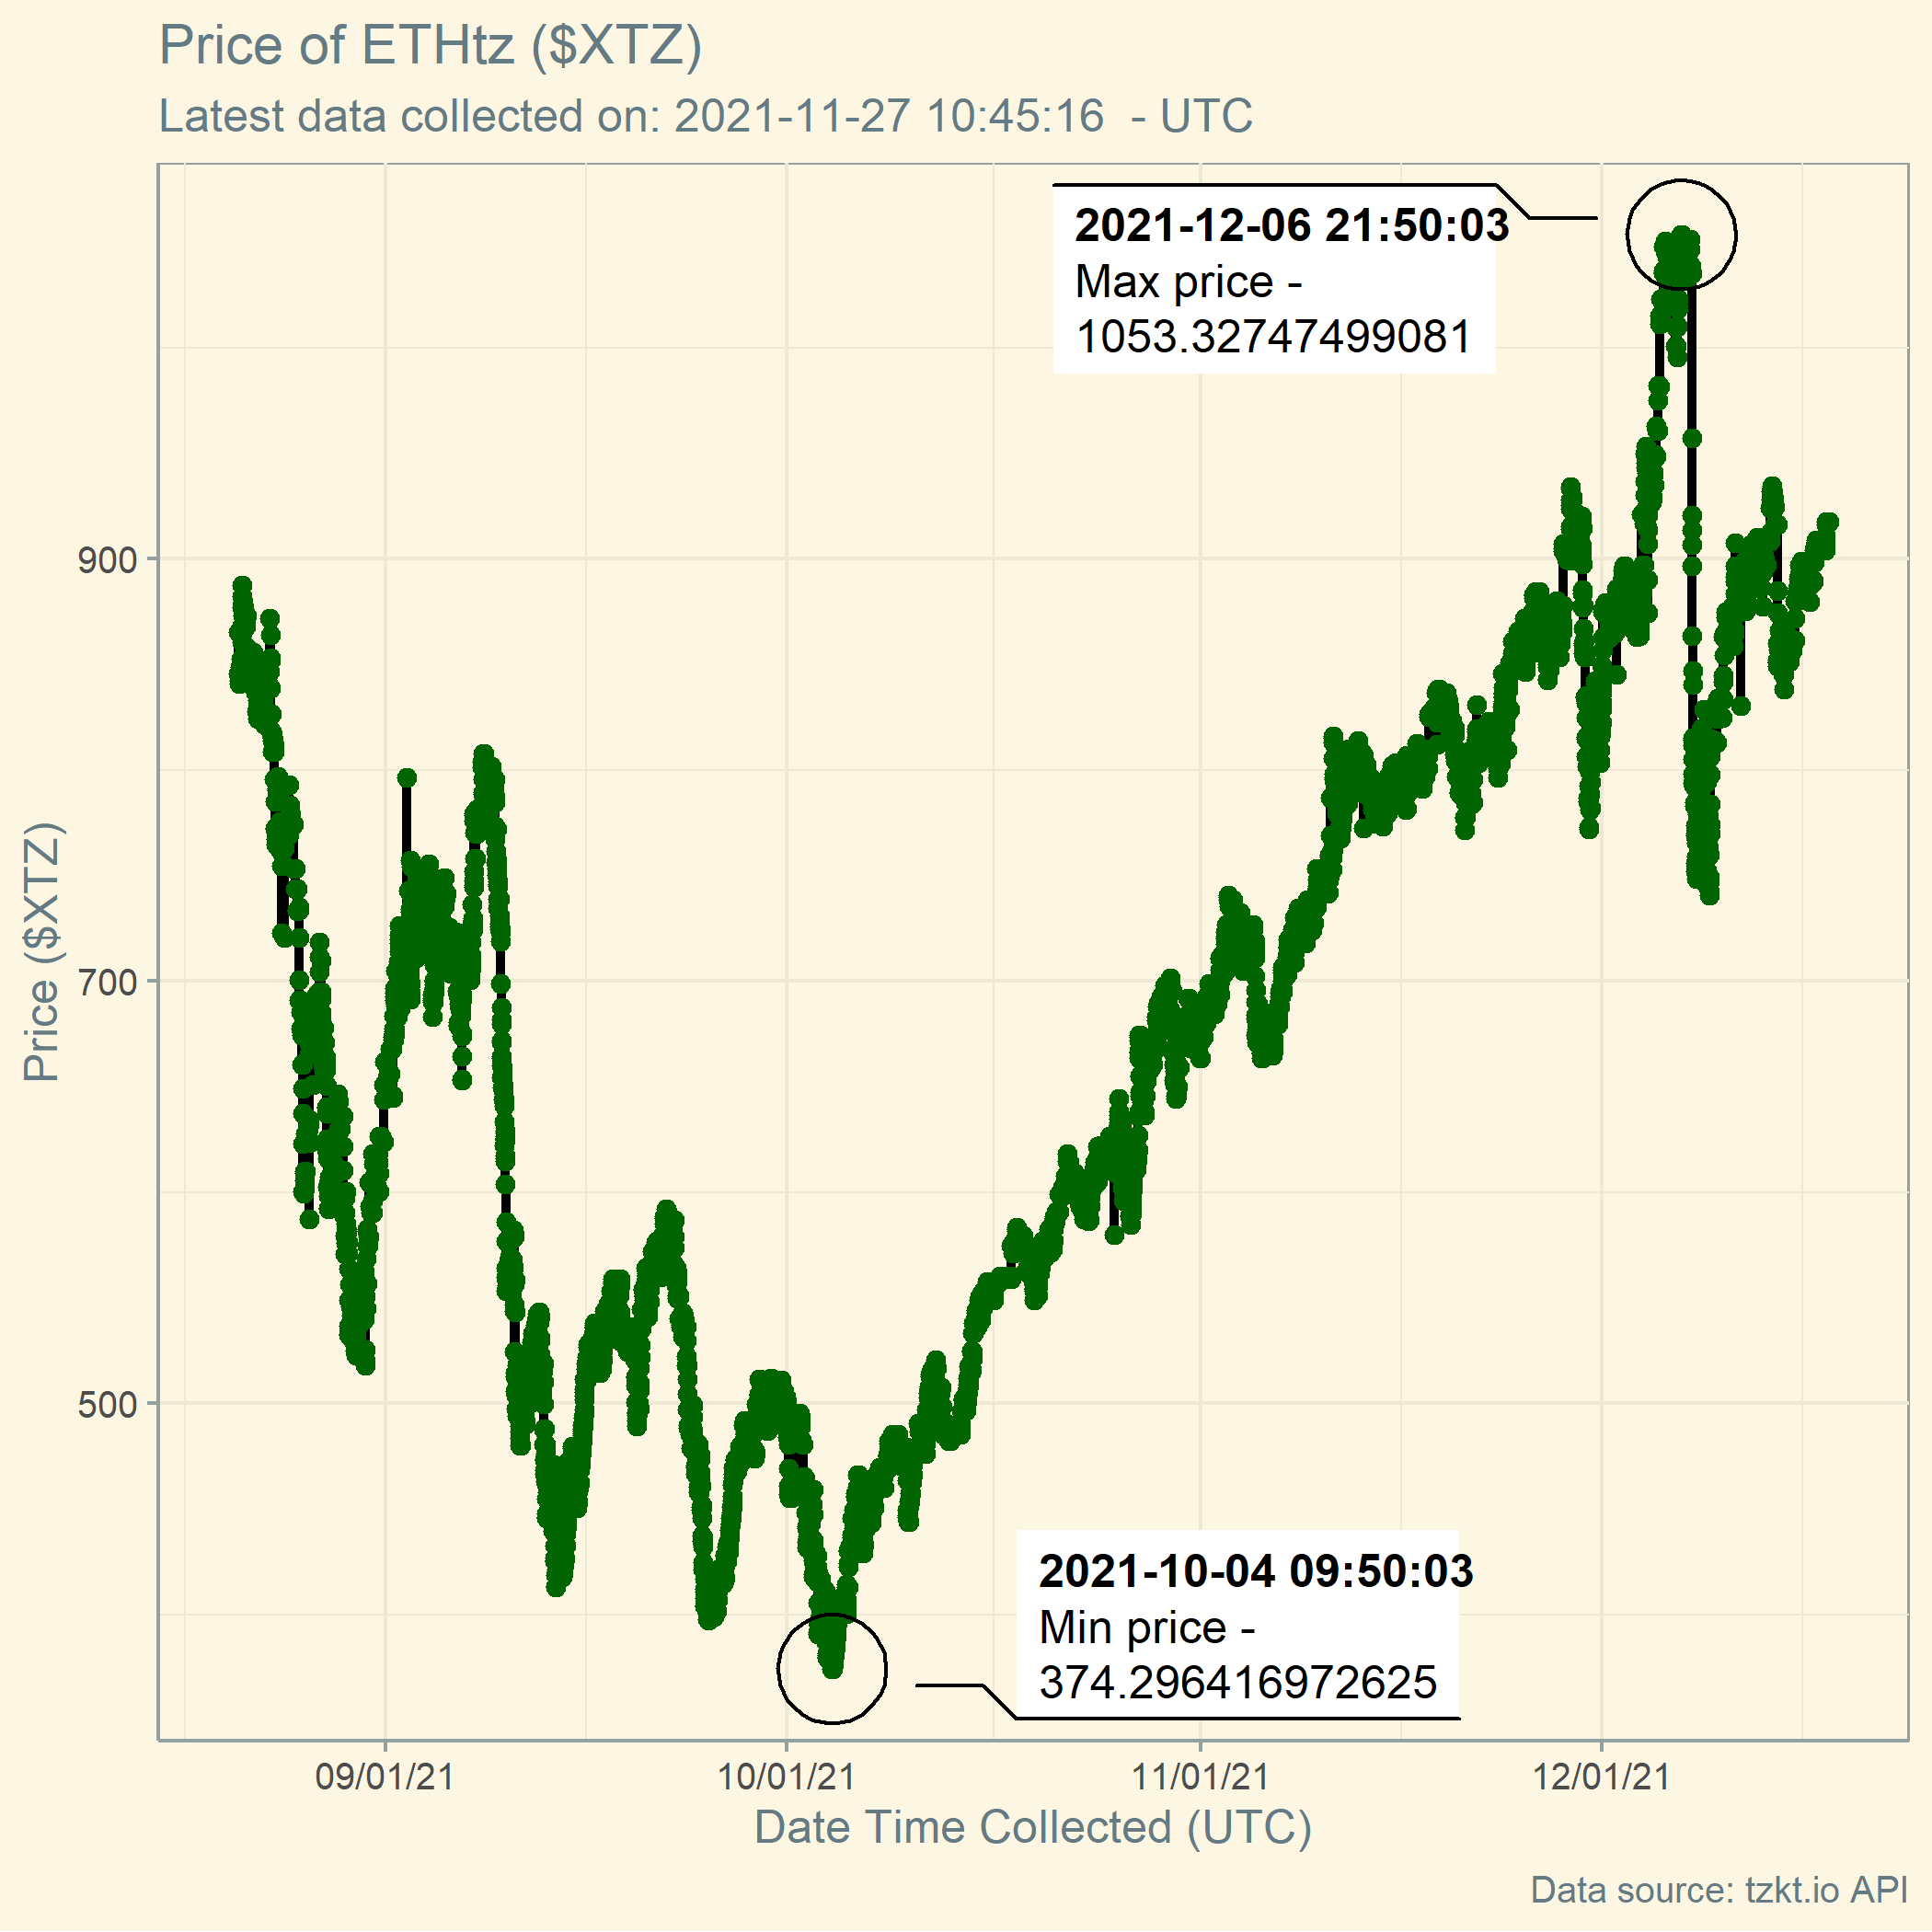 Price of ETHtz ($XTZ)
Latest data collected on: 2021-11-27 10:45:16  - UTC
2021-12-06 21:50:03
Max price -
1053.32747499081
900
700
500
Price ($XTZ)
2021-10-04 09:50:03
Min price -
374.296416972625
09/01/21
10/01/21
11/01/21
12/01/21
Date Time Collected (UTC)
Data source: tzkt.io API